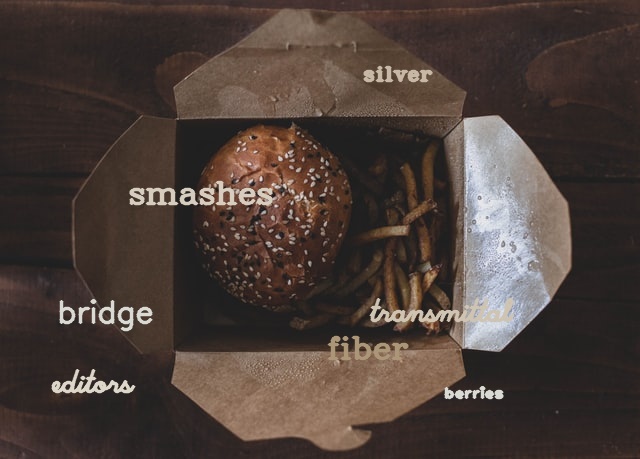 silver
smashes
bridge
transmittal
fiber
editors
berries